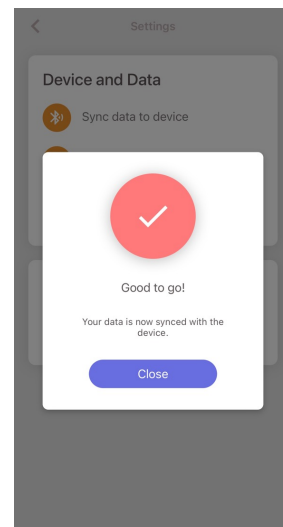 Settings
Device and Data
Sync data to device
Good to go!
Your data is now synced with the
device.
Close